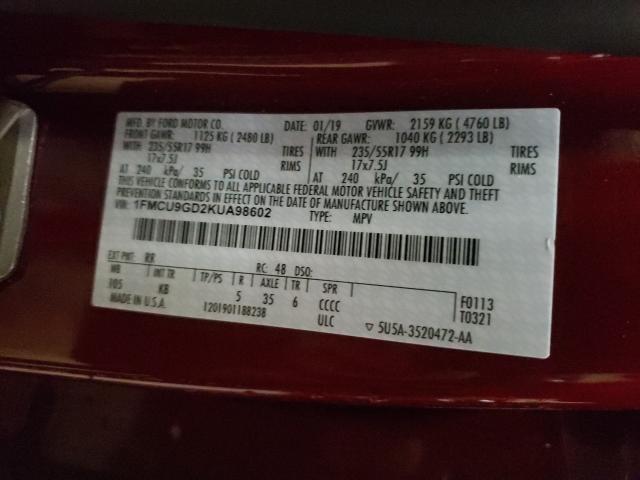 MFD. BY FORD MOTOR CO. DATE: 01/19 GVWR: 2159 KG (4760 LB)
FRONT GAWR: 1125 KG (2480 LB) REAR GAWR: 1040 KG (2293 LB)
WITH 235/55R17 99H TIRES WITH 235/55R17 99H TIRES
17x7.5J RIMS 17x7.5J RIMS
AT 240 kPa/ 35 PSI COLD AT 240 kPa/ 35 PSI COLD
THIS VEHICLE CONFORMS TO ALL APPLICABLE FEDERAL MOTOR VEHICLE SAFETY AND THEFT
PREVENTION STANDARDS IN EFFECT ON THE DATE OF MANUFACTURE SHOWN ABOVE.
VIN: 1FMCU9GD2KUA98602 TYPE: MPV
EXT PNT: RR RC: 48 DSO:
WB INT TR TP/PS R AXLE TR SPR F0113
105 KB 5 35 6 CCCC T0321
MADE IN U.S.A. 1201901188238 ULC ▽ 5U5A-3520472-AA